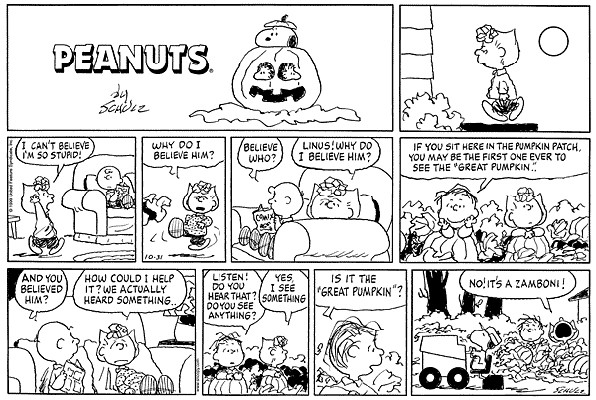 PEANUTS®
by
SCHULZ
I CAN'T BELIEVE
I'M SO STUPID!
WHY DO I
BELIEVE HIM?
10-31
BELIEVE
WHO?
LINUS! WHY DO
I BELIEVE HIM?
IF YOU SIT HERE IN THE PUMPKIN PATCH,
YOU MAY BE THE FIRST ONE EVER TO
SEE THE "GREAT PUMPKIN."
AND YOU
BELIEVED
HIM?
HOW COULD I HELP
IT? WE ACTUALLY
HEARD SOMETHING..
LISTEN!
DO YOU
HEAR THAT?
DO YOU SEE
ANYTHING?
YES,
I SEE
SOMETHING
IS IT THE
"GREAT PUMPKIN"?
NO! IT'S A ZAMBONI!
SCHULZ